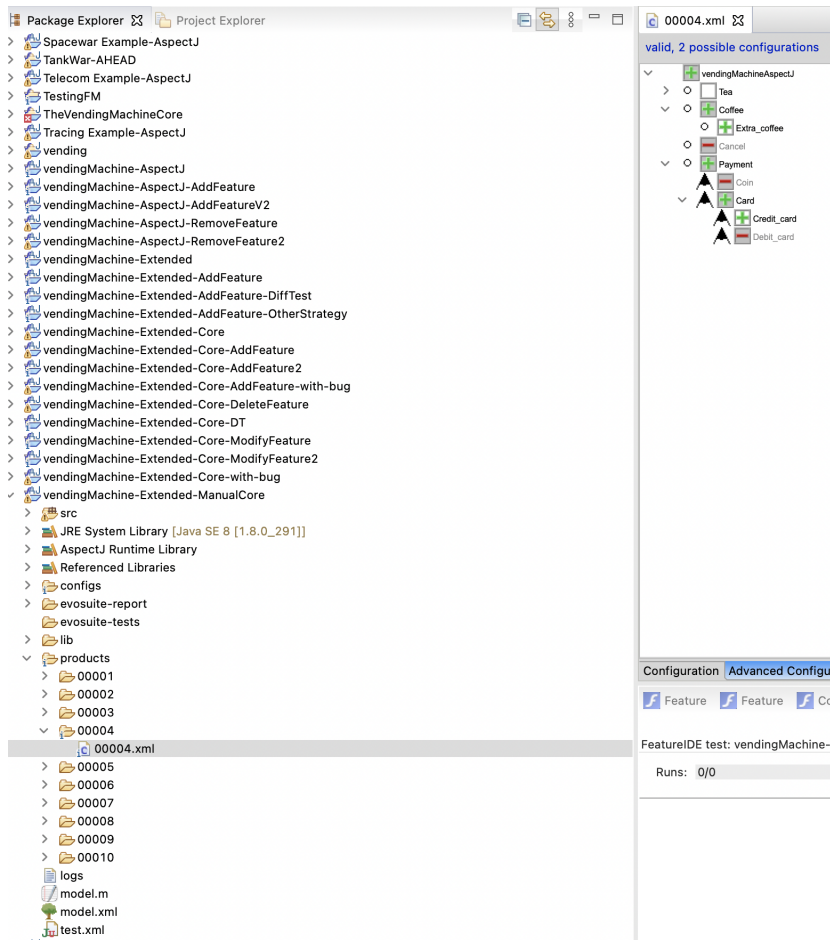 Package Explorer
Project Explorer
Spacewar Example-AspectJ
TankWar-AHEAD
Telecom Example-AspectJ
TestingFM
TheVendingMachineCore
Tracing Example-AspectJ
vending
vendingMachine-AspectJ
vendingMachine-AspectJ-AddFeature
vendingMachine-AspectJ-AddFeatureV2
vendingMachine-AspectJ-RemoveFeature
vendingMachine-AspectJ-RemoveFeature2
vendingMachine-Extended
vendingMachine-Extended-AddFeature
vendingMachine-Extended-AddFeature-DiffTest
vendingMachine-Extended-AddFeature-OtherStrategy
vendingMachine-Extended-Core
vendingMachine-Extended-Core-AddFeature
vendingMachine-Extended-Core-AddFeature2
vendingMachine-Extended-Core-AddFeature-with-bug
vendingMachine-Extended-Core-DeleteFeature
vendingMachine-Extended-Core-DT
vendingMachine-Extended-Core-ModifyFeature
vendingMachine-Extended-Core-ModifyFeature2
vendingMachine-Extended-Core-with-bug
vendingMachine-Extended-ManualCore
src
JRE System Library [Java SE 8 [1.8.0_291]]
AspectJ Runtime Library
Referenced Libraries
configs
evosuite-report
evosuite-tests
lib
products
00001
00002
00003
00004
00004.xml
00005
00006
00007
00008
00009
00010
logs
model.m
model.xml
test.xml
00004.xml
valid, 2 possible configurations
vendingMachineAspectJ
Tea
Coffee
Extra_coffee
Cancel
Payment
Coin
Card
Credit_card
Debit_card
Configuration
Advanced Configu
Feature
Feature
Co
FeatureIDE test: vendingMachine-
Runs: 0/0